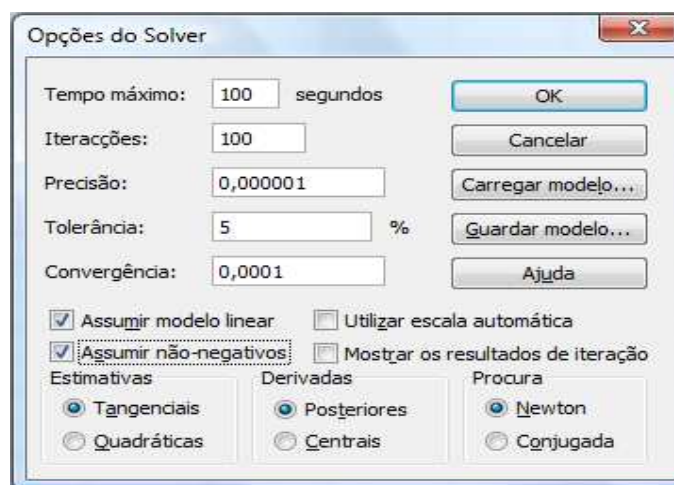 Opções do Solver
Tempo máximo: 100 segundos OK
Iteracções: 100 Cancelar
Precisão: 0,000001 Carregar modelo...
Tolerância: 5 % Guardar modelo...
Convergência: 0,0001 Ajuda
Assumir modelo linear Utilizar escala automática
Assumir não-negativos Mostrar os resultados de iteração
Estimativas Derivadas Procura
Tangenciais Posteriores Newton
Quadráticas Centrais Conjugada